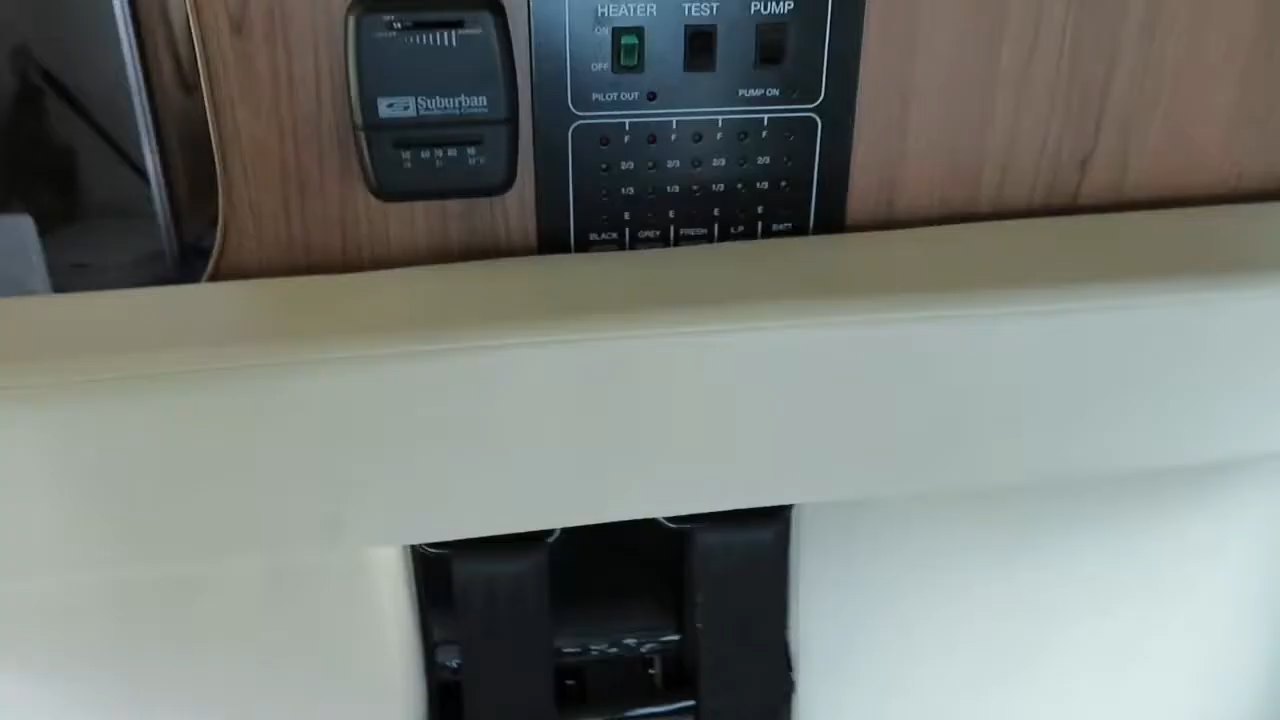 HEATER TEST PUMP
ON
OFF
PILOT OUT PUMP ON
Suburban
F F F F
2/3 2/3 2/3 2/3
1/3 1/3 1/3 1/3
E E E E
BLACK GREY FRESH L.P BATT